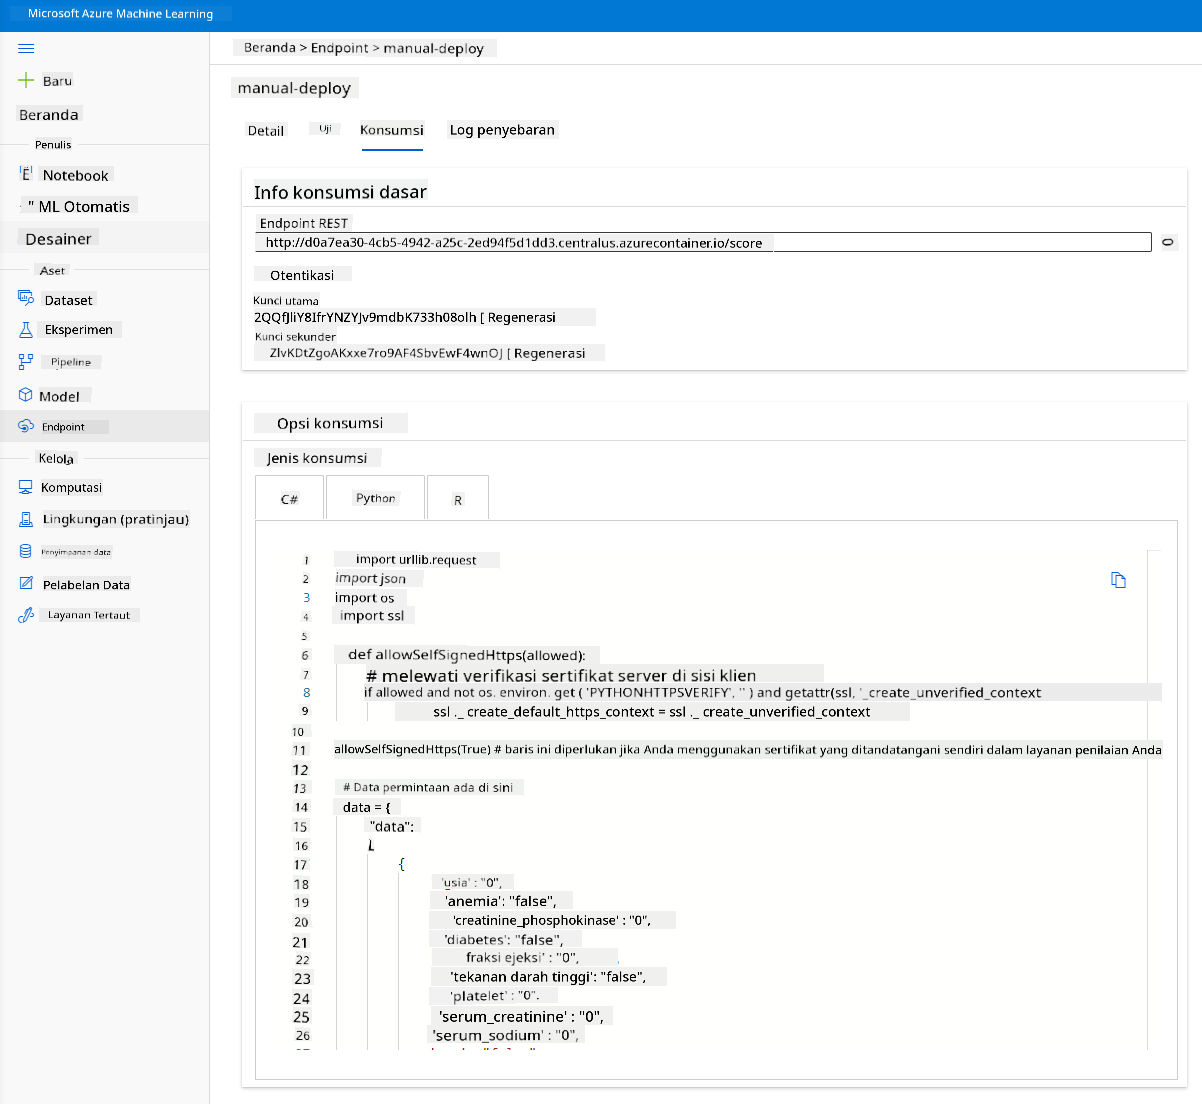 Microsoft Azure Machine Learning
Beranda > Endpoint > manual-deploy
Baru
Beranda
Penulis
Notebook
" ML Otomatis
Desainer
Aset
Dataset
Eksperimen
Pipeline
Model
Endpoint
Kelola
Komputasi
Lingkungan (pratinjau)
Penyimpanan data
Pelabelan Data
Layanan Tertaut
manual-deploy
Detail
Uji
Konsumsi
Log penyebaran
Info konsumsi dasar
Endpoint REST
http://d0a7ea30-4cb5-4942-a25c-2ed94f5d1dd3.centralus.azurecontainer.io/score
Otentikasi
Kunci utama
2QQfJliY8IfrYNZYJv9mdbK733h08olh [ Regenerasi
Kunci sekunder
ZlvKDtZgoAKxxe7ro9AF4SbvEwF4wnOJ [ Regenerasi
Opsi konsumsi
Jenis konsumsi
C#
Python
R
1 import urllib.request
2 import json
3 import os
4 import ssl
5
6 def allowSelfSignedHttps(allowed):
7 # melewati verifikasi sertifikat server di sisi klien
8 if allowed and not os. environ. get ( 'PYTHONHTTPSVERIFY', '' ) and getattr(ssl, '_create_unverified_context
9 ssl ._ create_default_https_context = ssl ._ create_unverified_context
10
11 allowSelfSignedHttps(True) # baris ini diperlukan jika Anda menggunakan sertifikat yang ditandatangani sendiri dalam layanan penilaian Anda
12
13 # Data permintaan ada di sini
14 data = {
15 "data":
16 [
17 {
18 'usia' : "0",
19 'anemia': "false",
20 'creatinine_phosphokinase' : "0",
21 'diabetes': "false",
22 fraksi ejeksi' : "0",
23 'tekanan darah tinggi': "false",
24 'platelet' : "0".
25 'serum_creatinine' : "0",
26 'serum_sodium' : "0",